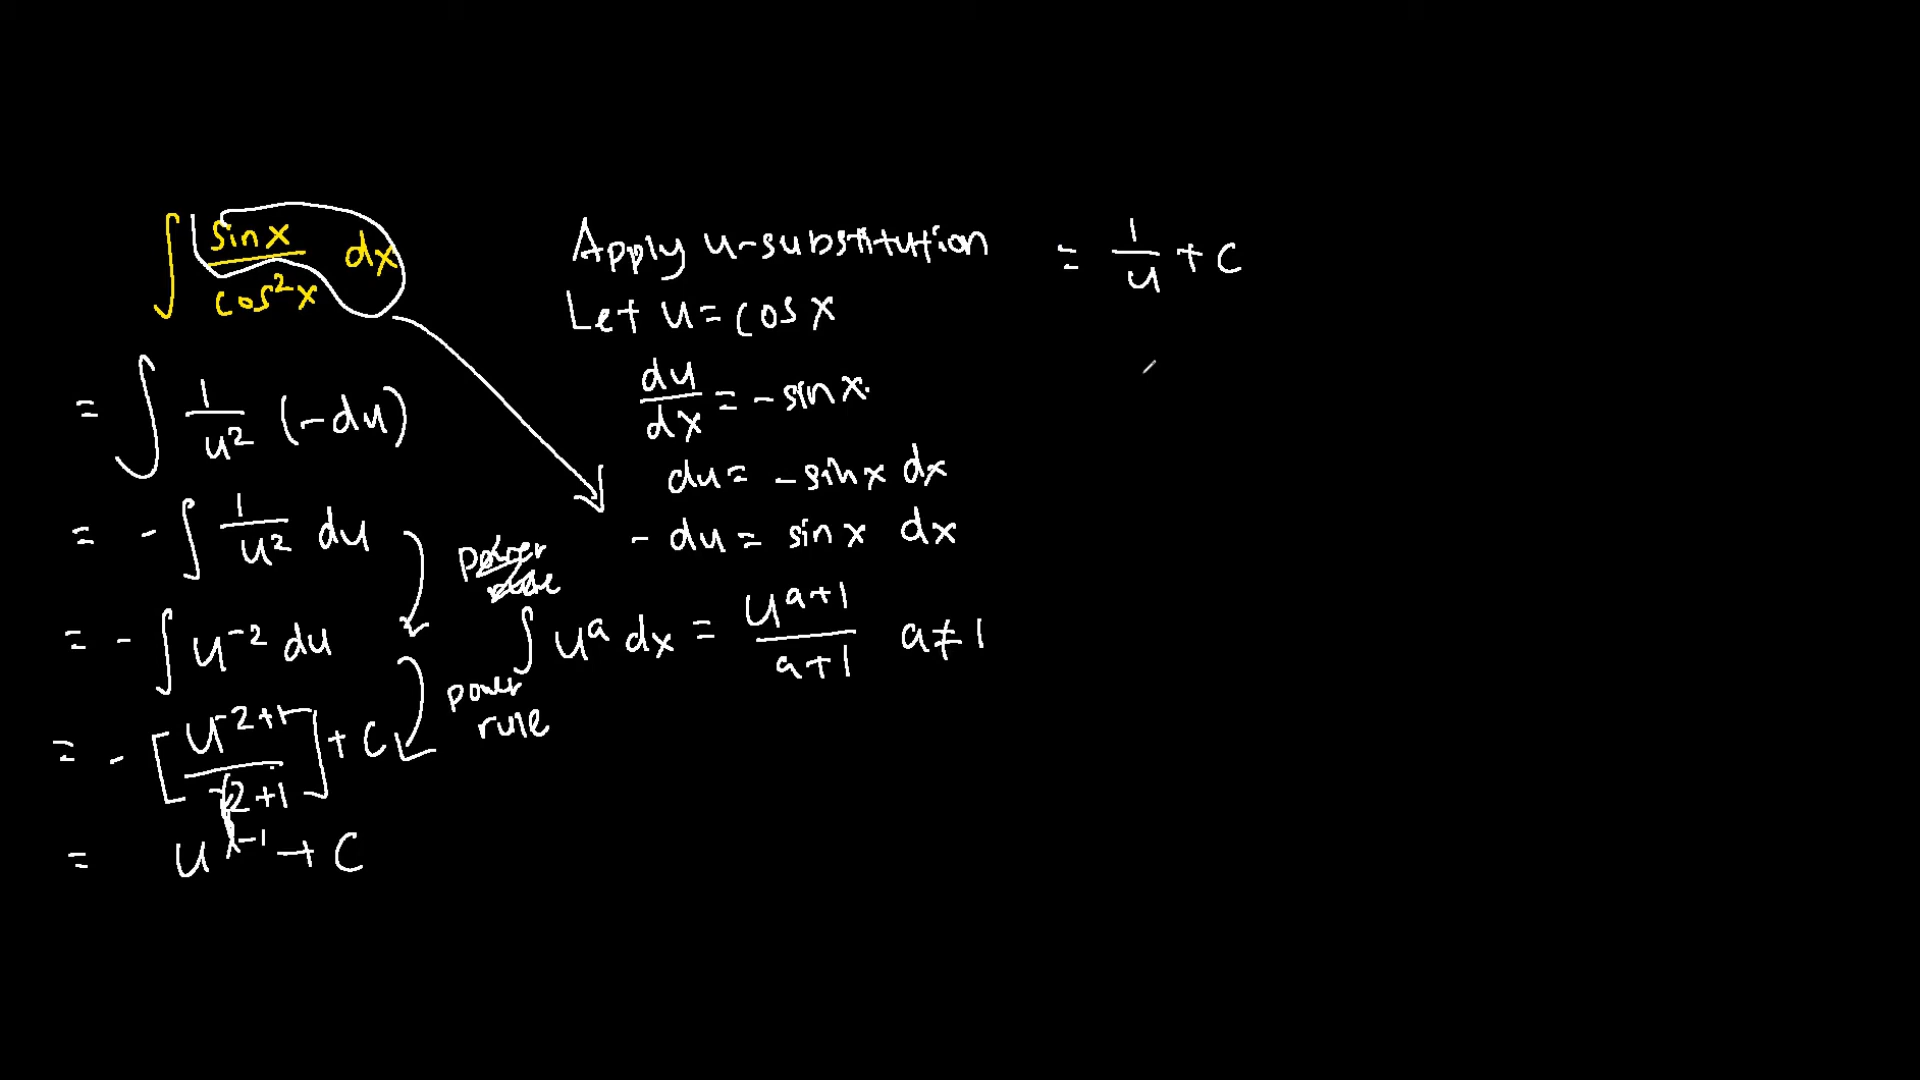 ∫ sinx/cos²x dx
= ∫ 1/u² (-du)
= - ∫ 1/u² du
= - ∫ u⁻² du
= - [u⁻²⁺¹/-2+1] + C
= u⁻¹ + C
Apply u-substitution
Let u = cos x
du/dx = - sin x.
du = - sin x dx
- du = sin x dx
power
∫ uᵃ dx = uᵃ⁺¹/a+1 a ≠ 1
power
rule
= 1/u + C